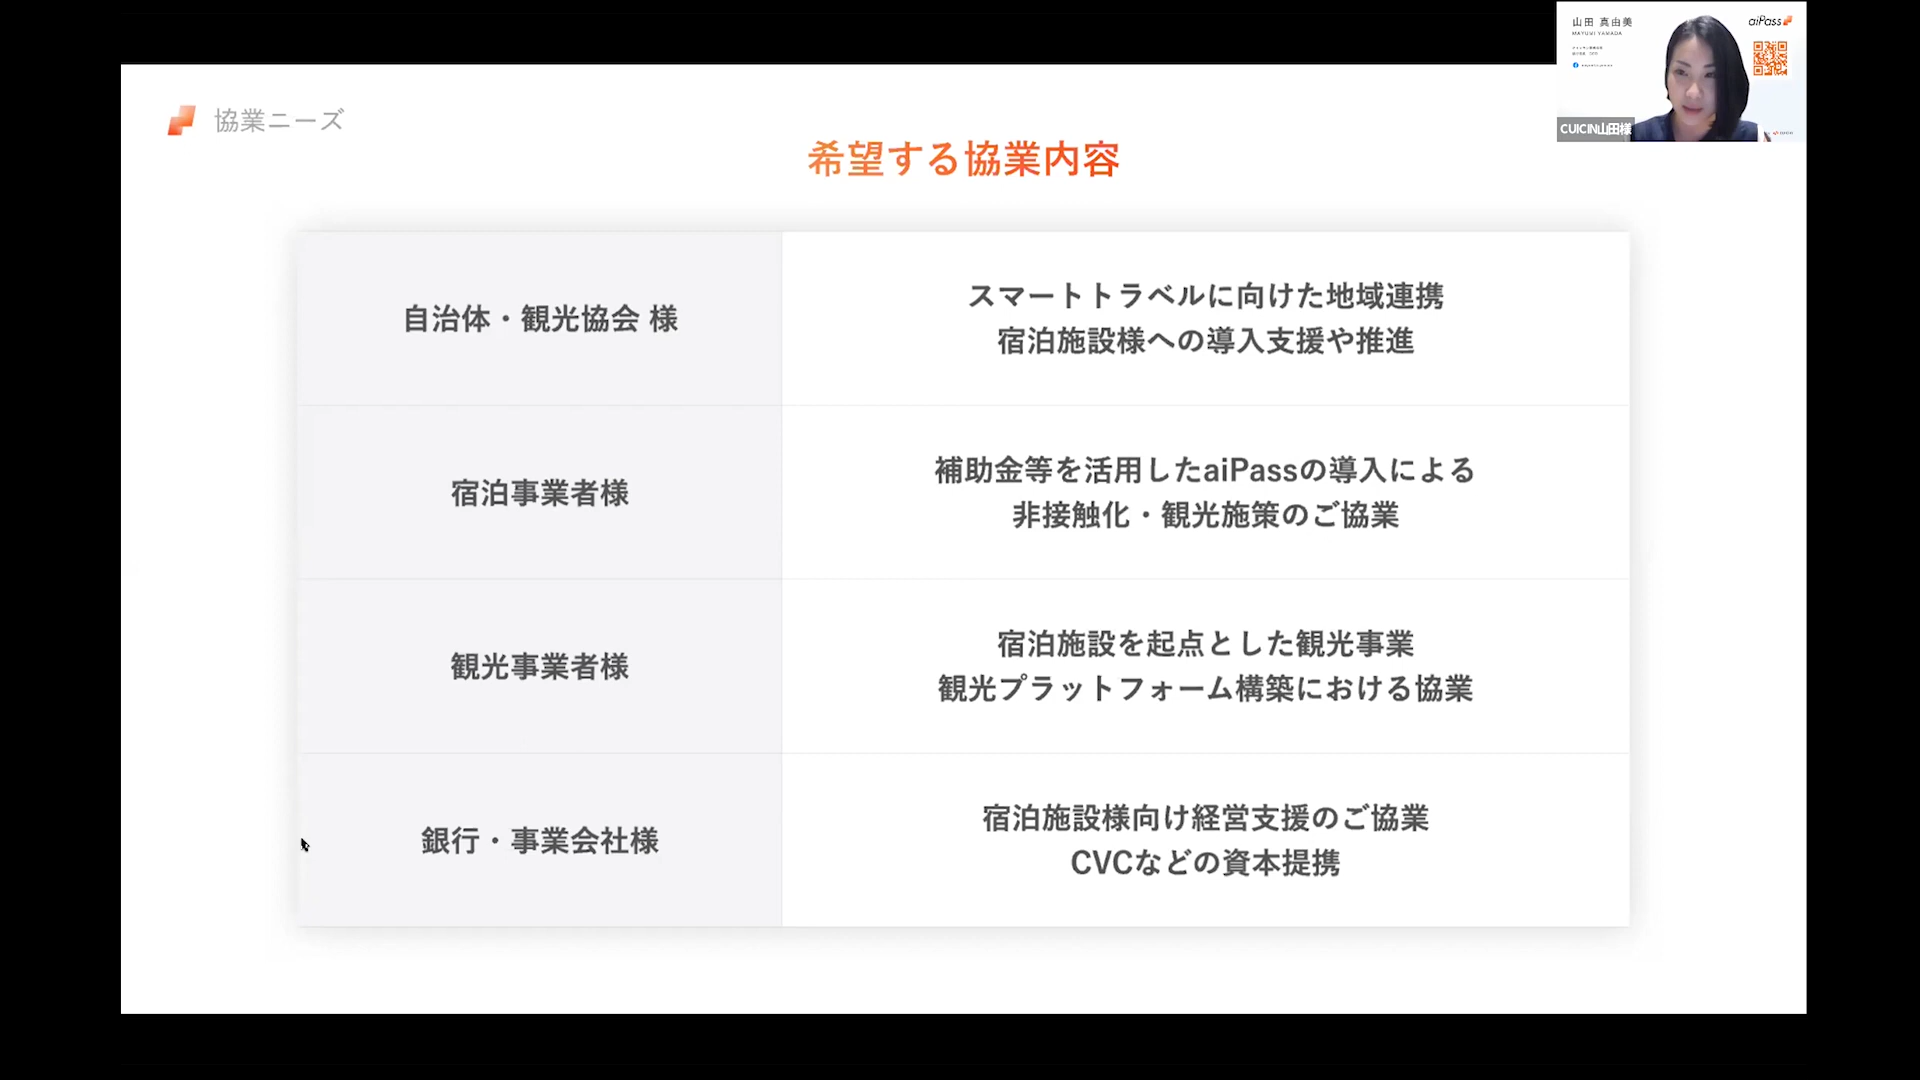 協業ニーズ
希望する協業内容
自治体・観光協会 様
スマートトラベルに向けた地域連携
宿泊施設様への導入支援や推進
宿泊事業者様
補助金等を活用したaiPassの導入による
非接触化・観光施策のご協業
観光事業者様
宿泊施設を起点とした観光事業
観光プラットフォーム構築における協業
銀行・事業会社様
宿泊施設様向け経営支援のご協業
CVCなどの資本提携
山田 真由美
MAYUMI YAMADA
aiPass
CUICIN山田様